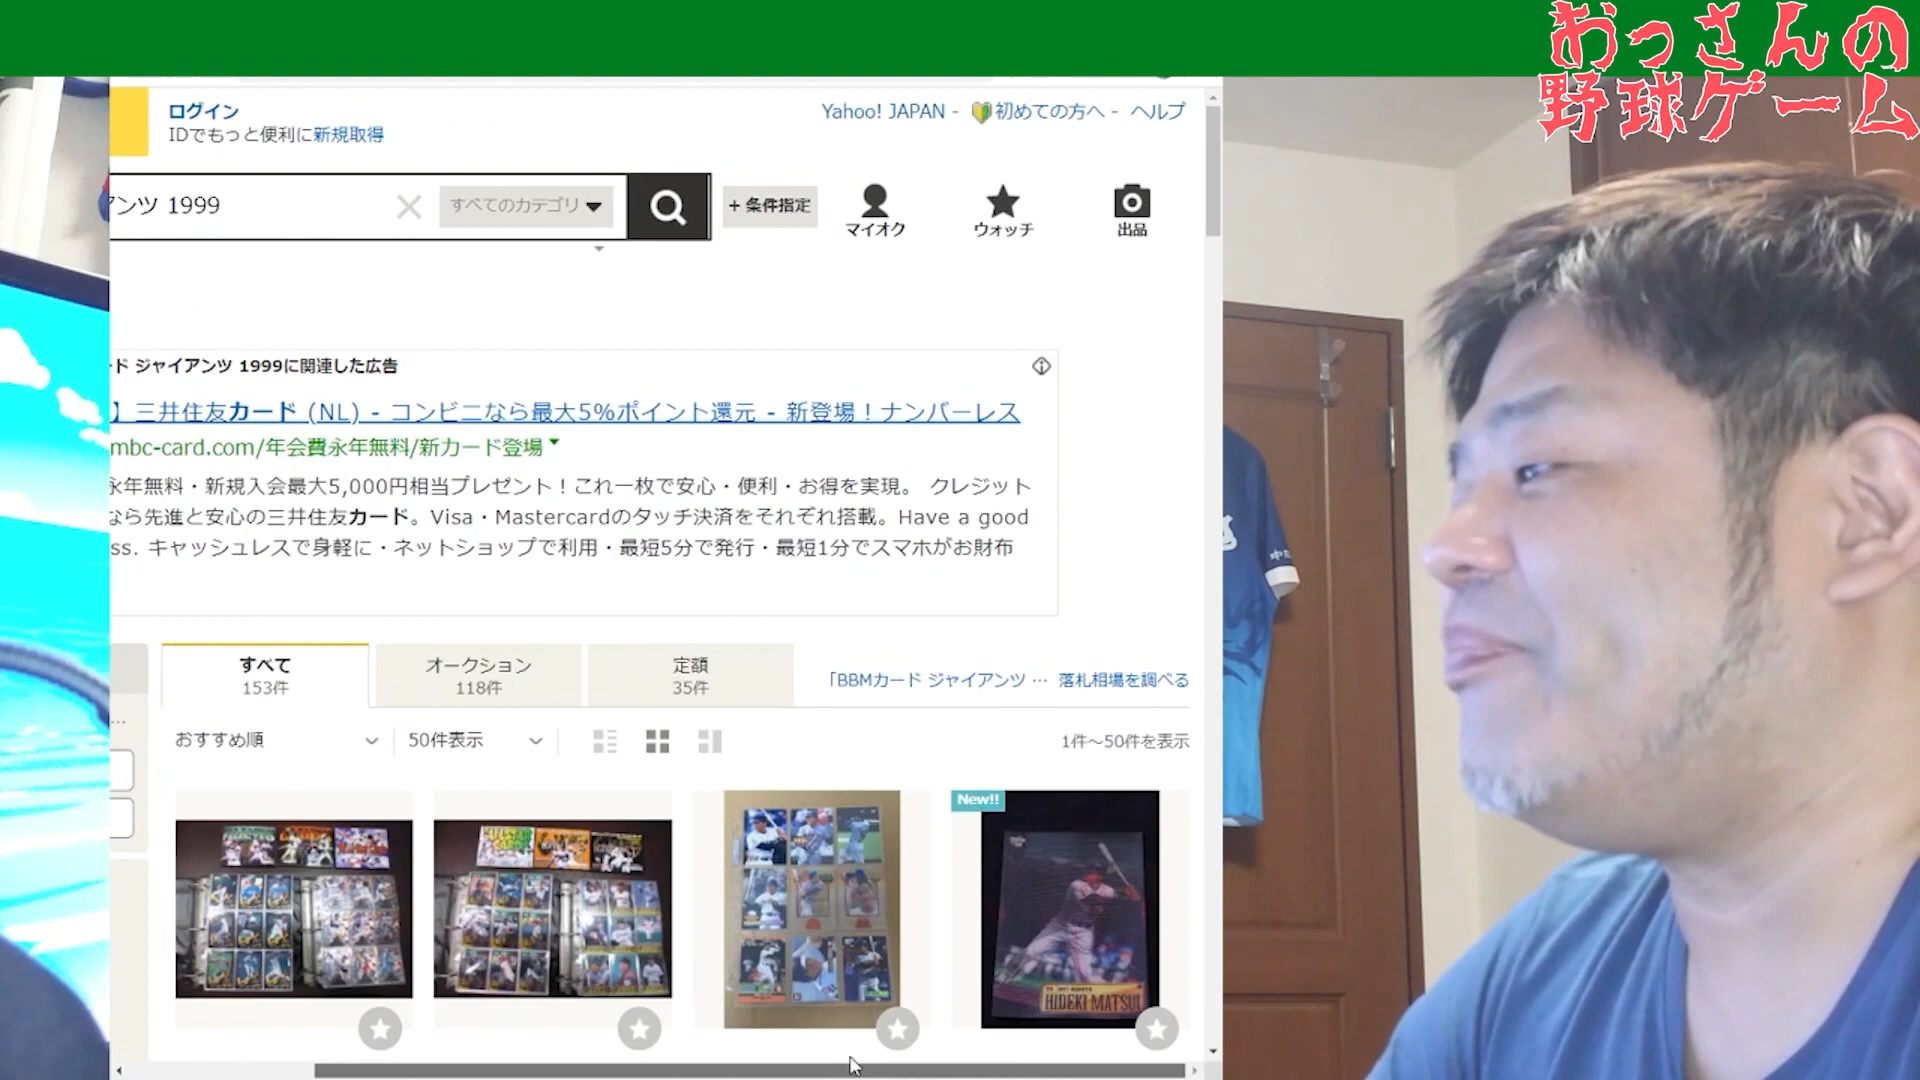 おっさんの
野球ゲーム
ログイン
IDでもっと便利に新規取得
Yahoo! JAPAN - 初めての方へ - ヘルプ
アンツ 1999
すべてのカテゴリ
+ 条件指定
マイオク
ウォッチ
出品
ード ジャイアンツ 1999に関連した広告
】三井住友カード (NL) - コンビニなら最大5%ポイント還元 - 新登場！ナンバーレス
mbc-card.com/年会費永年無料/新カード登場
永年無料・新規入会最大5,000円相当プレゼント！これ一枚で安心・便利・お得を実現。 クレジット
なら先進と安心の三井住友カード。Visa・Mastercardのタッチ決済をそれぞれ搭載。Have a good
ss. キャッシュレスで身軽に・ネットショップで利用・最短5分で発行・最短1分でスマホがお財布
すべて
153件
オークション
118件
定額
35件
「BBMカード ジャイアンツ … 落札相場を調べる
おすすめ順
50件表示
1件〜50件を表示
New!!
HIDEKI MATSUI